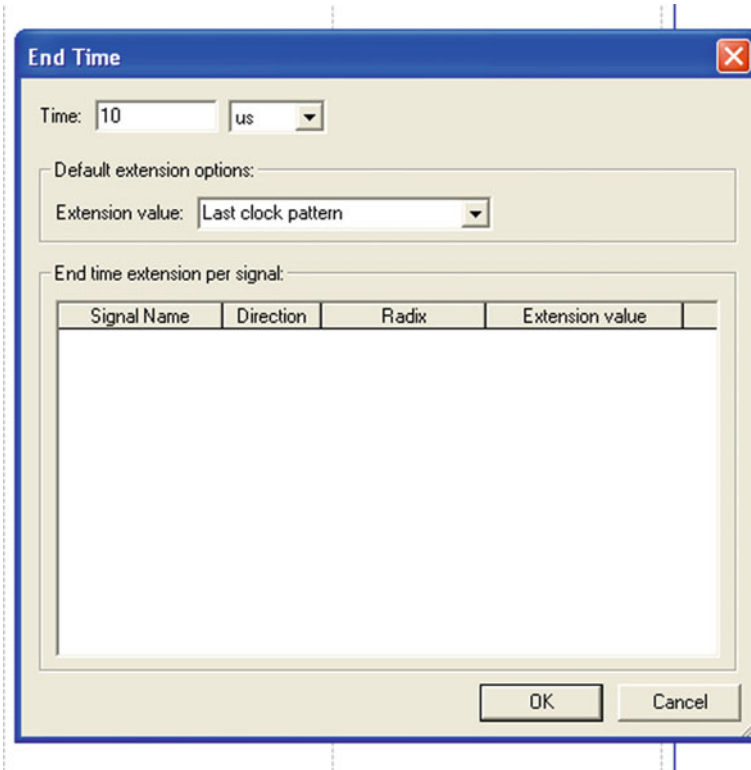 End Time
Time: 10 us
Default extension options:
Extension value: Last clock pattern
End time extension per signal:
Signal Name Direction Radix Extension value
OK Cancel